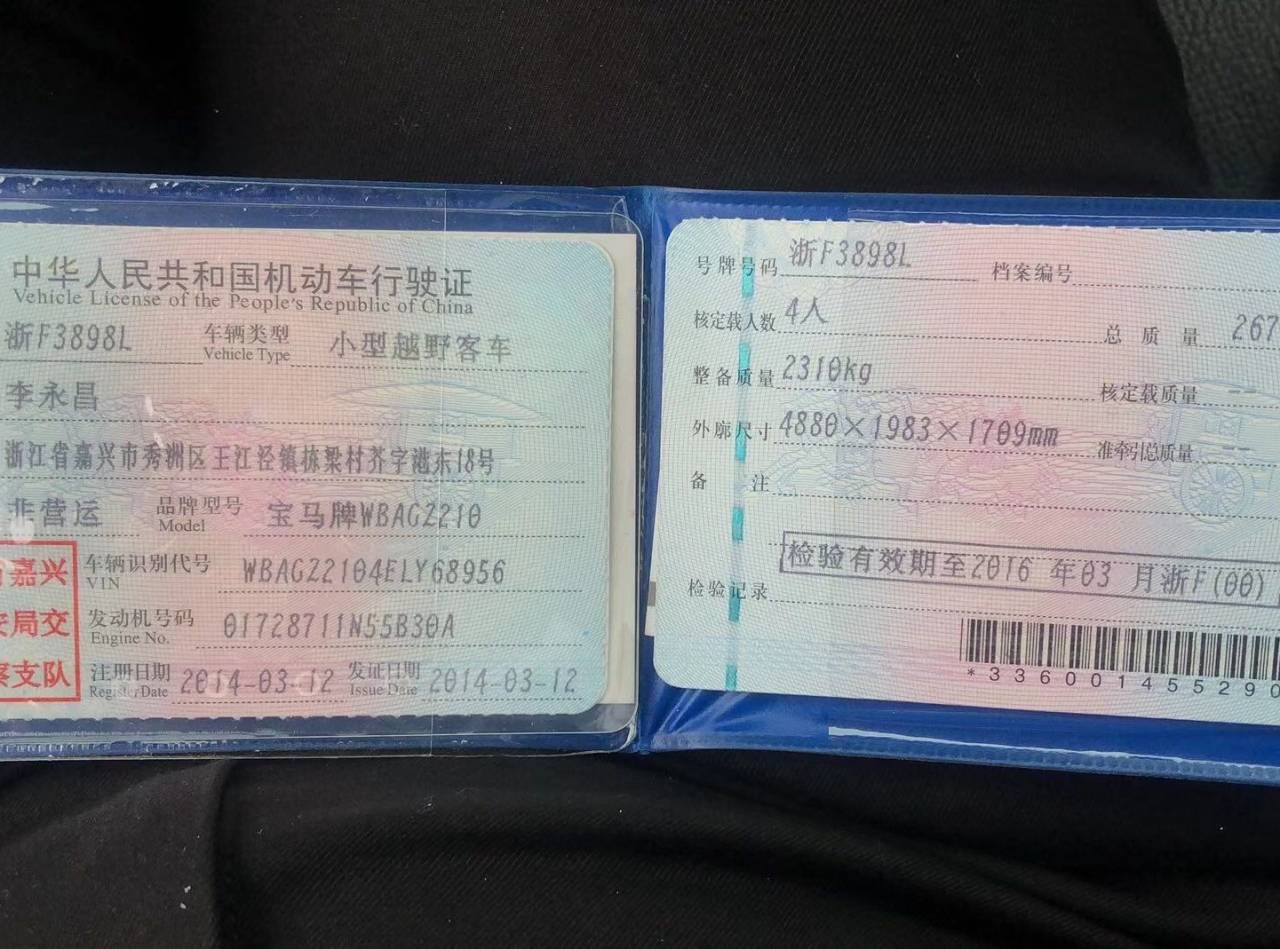 中华人民共和国机动车行驶证
Vehicle License of the People's Republic of China
浙F3898L 车辆类型 Vehicle Type 小型越野客车
李永昌
浙江省嘉兴市秀洲区王江泾镇栋梁村芥字港东18号
非营运 品牌型号 Model 宝马牌WBAGZ210
嘉兴
车辆识别代号 VIN WBAGZ2104ELY68956
局交
发动机号码 Engine No. 01728711N55B30A
支队
注册日期 Register Date 2014-03-12 发证日期 Issue Date 2014-03-12
号牌号码 浙F3898L 档案编号
核定载人数 4人 总质量 267
整备质量 2310kg 核定载质量 --
外廓尺寸 4880×1983×1709mm 准牵引总质量
备注
检验有效期至2016 年03 月浙F(00)
检验记录
*336001455290